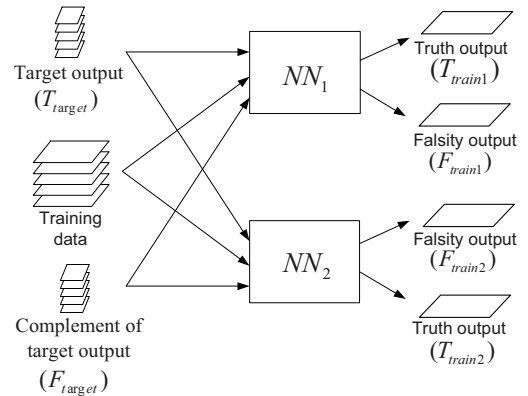 Target output
(T_target)
Training
data
Complement of
target output
(F_target)
NN_1
NN_2
Truth output
(T_train1)
Falsity output
(F_train1)
Falsity output
(F_train2)
Truth output
(T_train2)